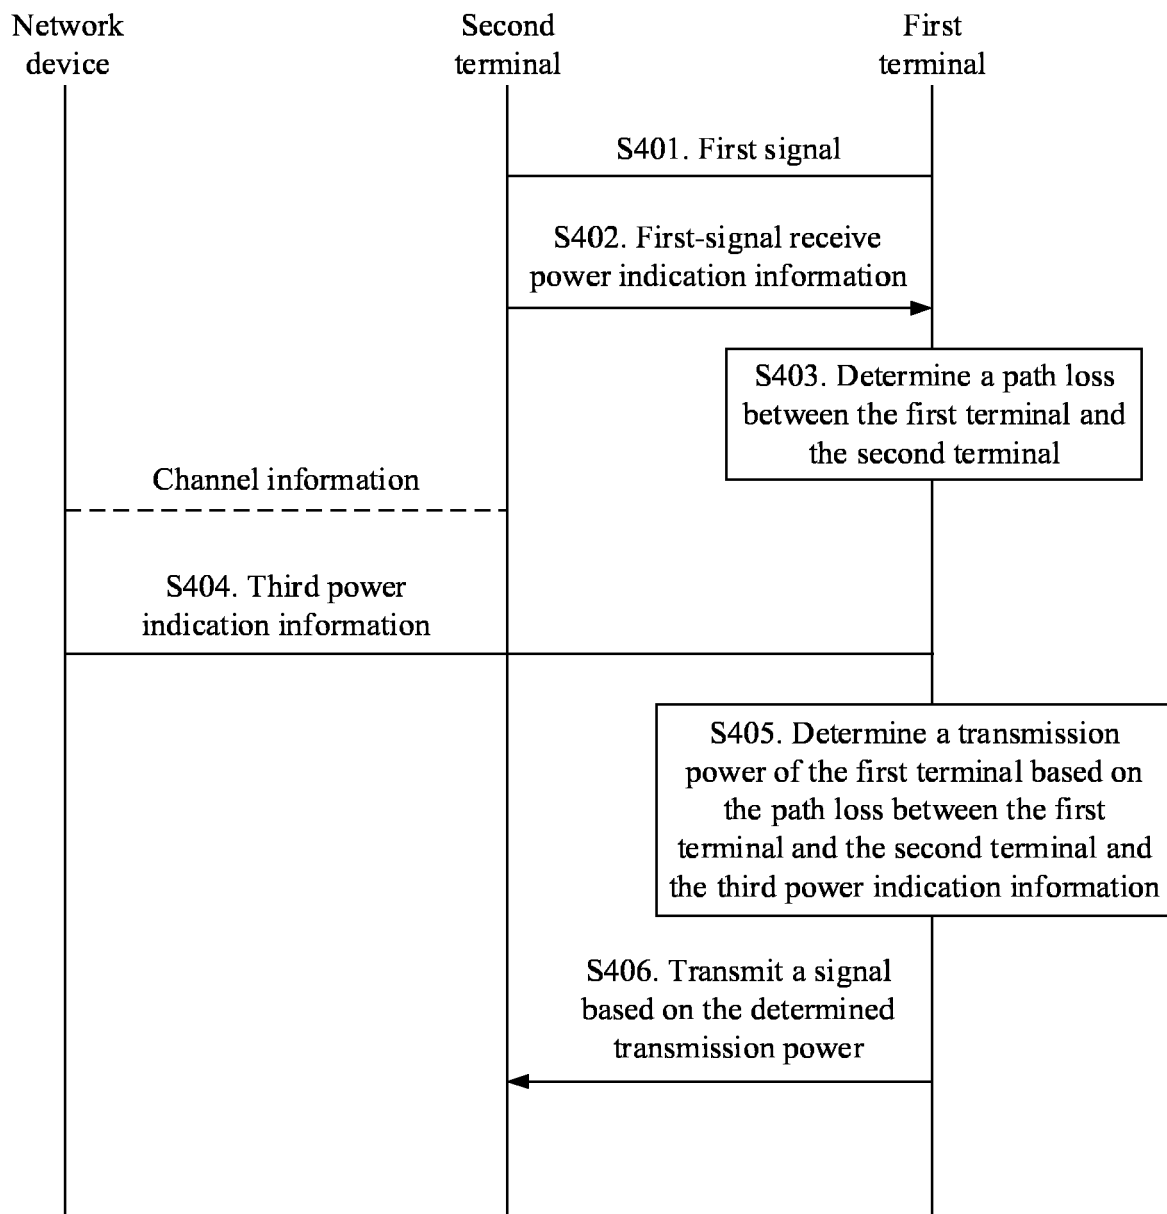 Network
device
Second
terminal
First
terminal
S401. First signal
S402. First-signal receive
power indication information
S403. Determine a path loss
between the first terminal and
the second terminal
Channel information
S404. Third power
indication information
S405. Determine a transmission
power of the first terminal based on
the path loss between the first
terminal and the second terminal and
the third power indication information
S406. Transmit a signal
based on the determined
transmission power